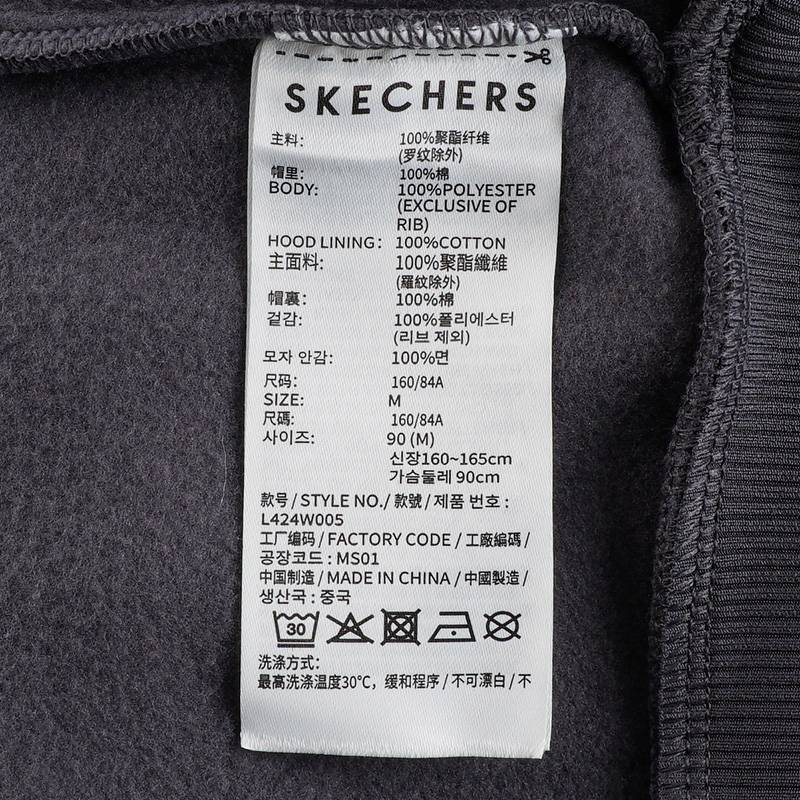 SKECHERS
主料: 100%聚酯纤维
(罗纹除外)
帽里: 100%棉
BODY: 100%POLYESTER
(EXCLUSIVE OF
RIB)
HOOD LINING: 100%COTTON
主面料: 100%聚酯纖維
(羅紋除外)
帽裏: 100%棉
겉감: 100%폴리에스터
(리브 제외)
모자 안감: 100%면
尺码: 160/84A
SIZE: M
尺碼: 160/84A
사이즈: 90 (M)
신장160~165cm
가슴둘레 90cm
款号 / STYLE NO./ 款號 / 제품 번호 :
L424W005
工厂编码 / FACTORY CODE / 工廠編碼 /
공장코드 : MS01
中国制造 / MADE IN CHINA / 中國製造 /
생산국 : 중국
30
洗涤方式:
最高洗涤温度30°C, 缓和程序 / 不可漂白 / 不